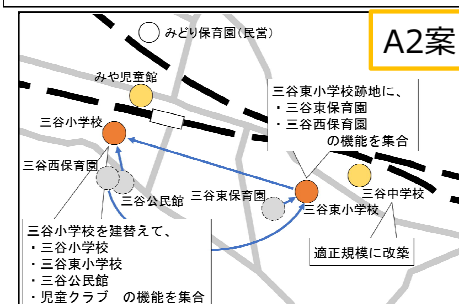 A2案
みどり保育園(民営)
みや児童館
三谷小学校
三谷東小学校跡地に、
・三谷東保育園
・三谷西保育園
の機能を集合
三谷西保育園
三谷公民館
三谷東保育園
三谷東小学校
三谷中学校
三谷小学校を建替えて、
・三谷小学校
・三谷東小学校
・三谷公民館
・児童クラブ の機能を集合
適正規模に改築